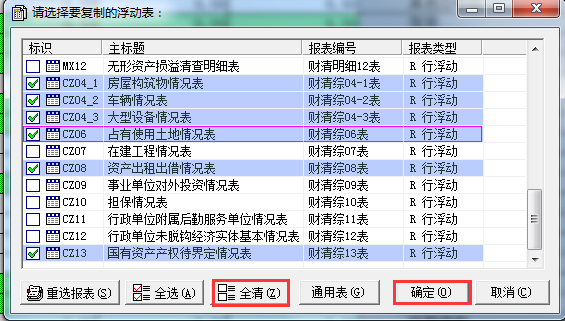 请选择要复制的浮动表：
标识 主标题 报表编号 报表类型
MX12 无形资产损溢清查明细表 财清明细12表 R 行浮动
CZ04_1 房屋构筑物情况表 财清综04-1表 R 行浮动
CZ04_2 车辆情况表 财清综04-2表 R 行浮动
CZ04_3 大型设备情况表 财清综04-3表 R 行浮动
CZ06 占有使用土地情况表 财清综06表 R 行浮动
CZ07 在建工程情况表 财清综07表 R 行浮动
CZ08 资产出租出借情况表 财清综08表 R 行浮动
CZ09 事业单位对外投资情况表 财清综09表 R 行浮动
CZ10 担保情况表 财清综10表 R 行浮动
CZ11 行政单位附属后勤服务单位情况表 财清综11表 R 行浮动
CZ12 行政单位未脱钩经济实体基本情况表 财清综12表 R 行浮动
CZ13 国有资产产权待界定情况表 财清综13表 R 行浮动
重选报表(S) 全选(A) 全清(Z) 通用表(G) 确定(O) 取消(C)